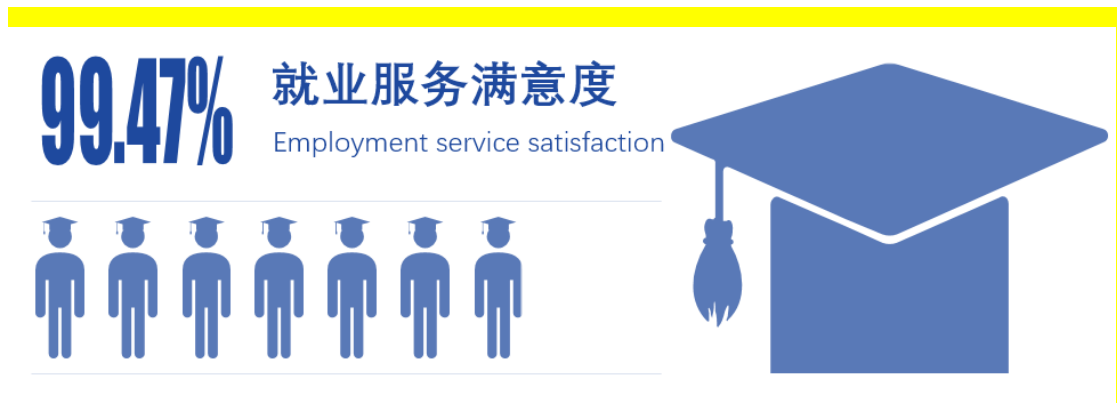 99.47%
就业服务满意度
Employment service satisfaction